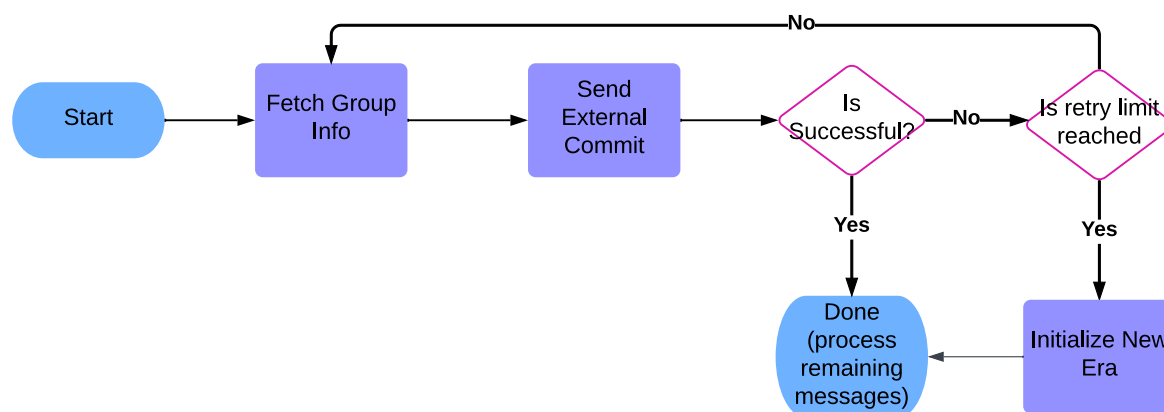 No
Start
Fetch Group
Info
Send
External
Commit
Is
Successful?
No
Is retry limit
reached
Yes
Yes
Done
(process
remaining
messages)
Initialize New
Era